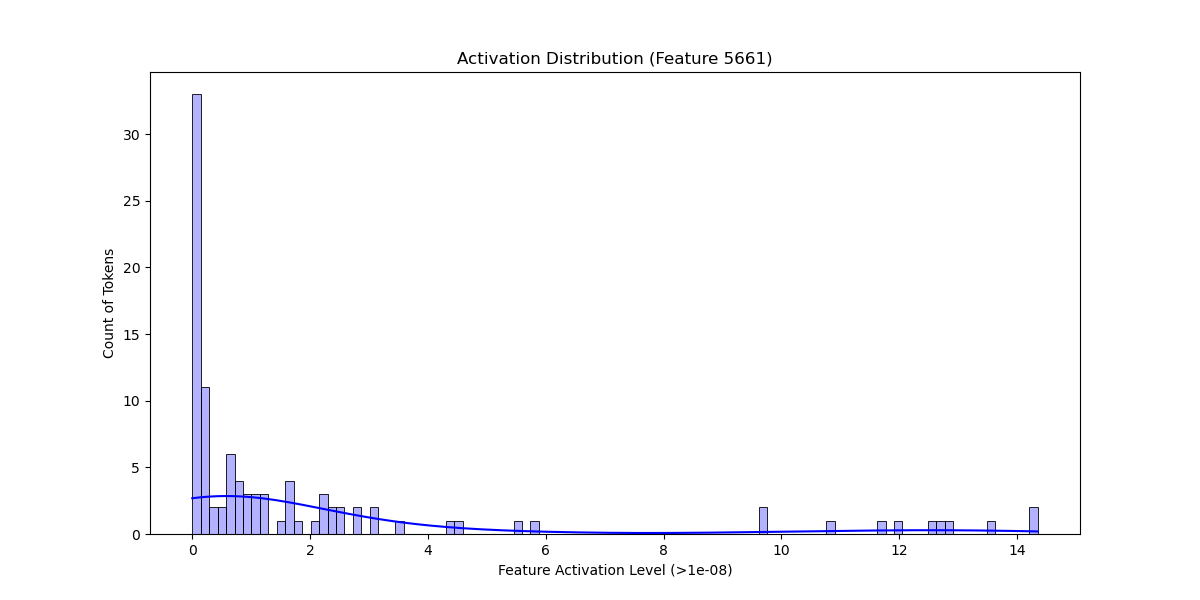 Activation Distribution (Feature 5661)
30
25
20
15
10
5
0
Count of Tokens
0 2 4 6 8 10 12 14
Feature Activation Level (>1e-08)